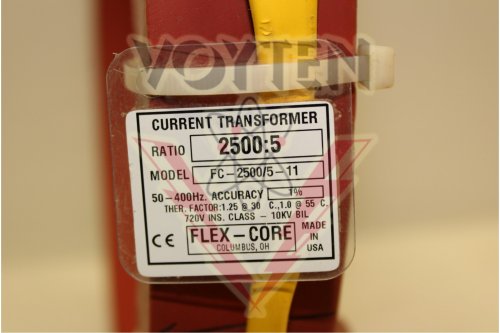 VOYTEN
CURRENT TRANSFORMER
RATIO 2500:5
MODEL FC-2500/5-11
50-400Hz. ACCURACY 1%
THER. FACTOR:1.25 @ 30 C.,1.0 @ 55 C.
720V INS. CLASS - 10KV BIL
CE FLEX-CORE MADE IN USA
COLUMBUS, OH